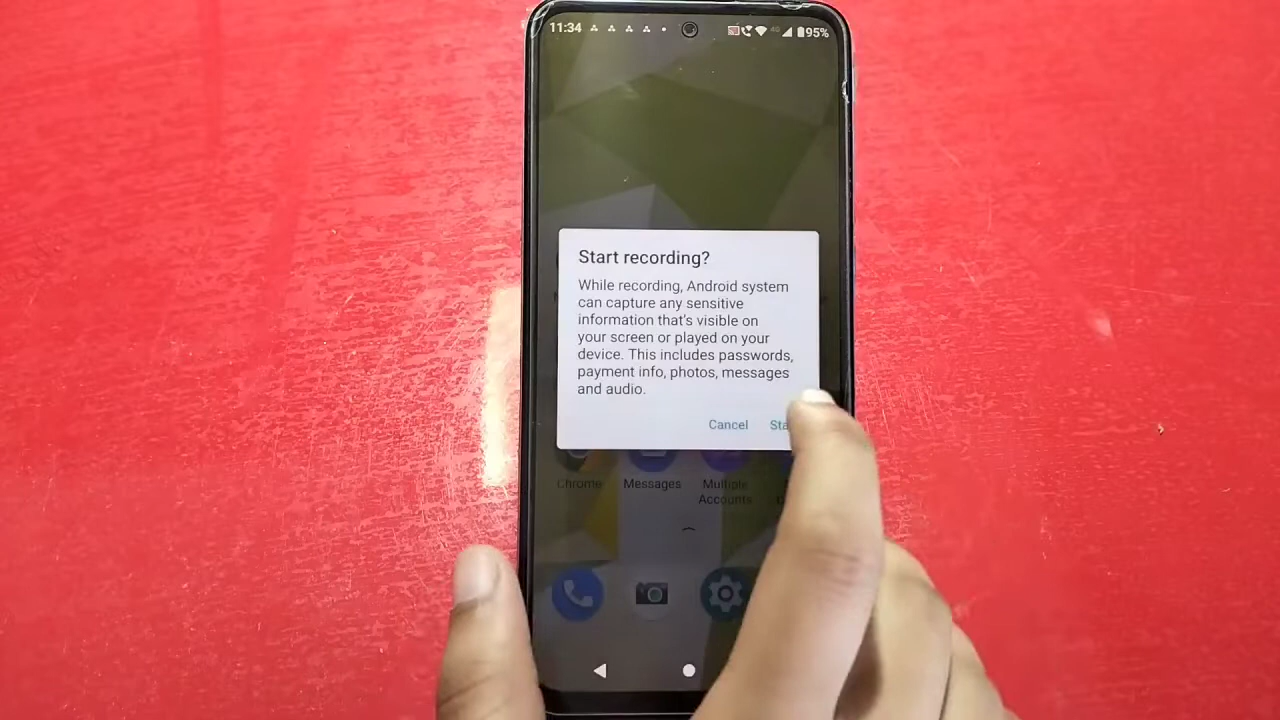 11:34
4G
95%
Start recording?
While recording, Android system
can capture any sensitive
information that's visible on
your screen or played on your
device. This includes passwords,
payment info, photos, messages
and audio.
Cancel
Chrome
Messages
Multiple
Accounts